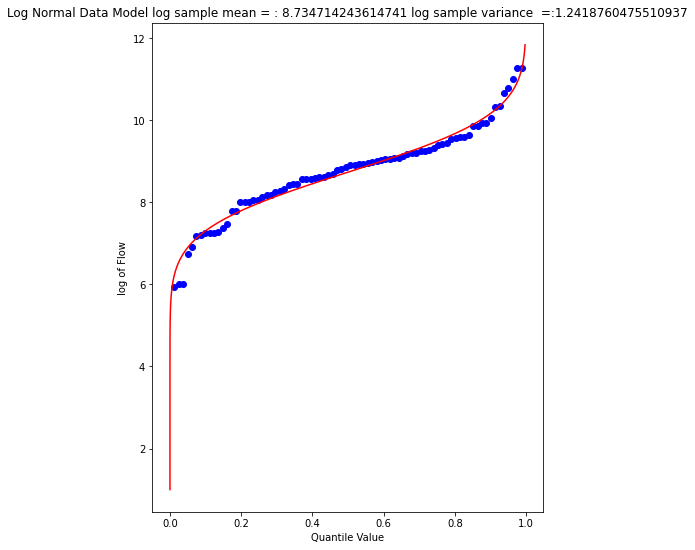 Log Normal Data Model log sample mean = : 8.734714243614741 log sample variance  =:1.2418760475510937
12
10
8
6
4
2
log of Flow
0.0 0.2 0.4 0.6 0.8 1.0
Quantile Value